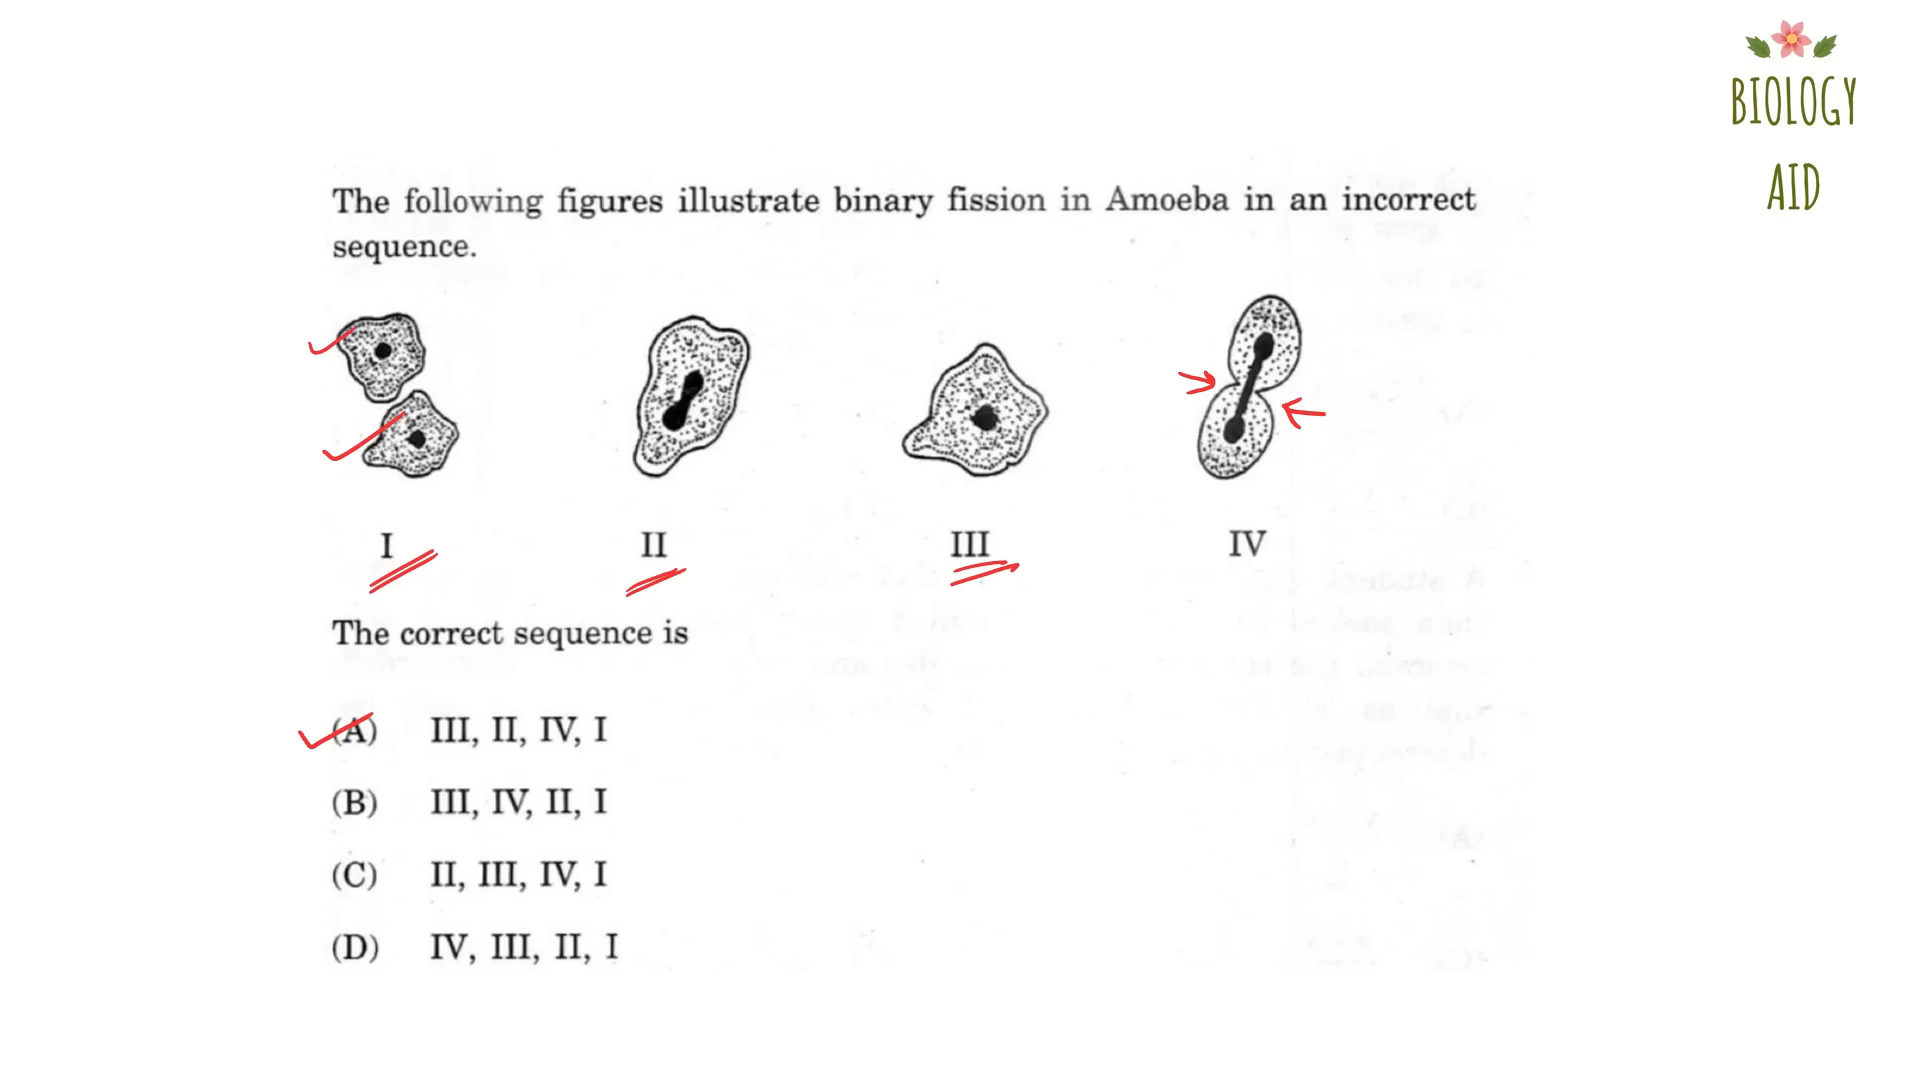 BIOLOGY
AID
The following figures illustrate binary fission in Amoeba in an incorrect
sequence.
I II III IV
The correct sequence is
(A) III, II, IV, I
(B) III, IV, II, I
(C) II, III, IV, I
(D) IV, III, II, I